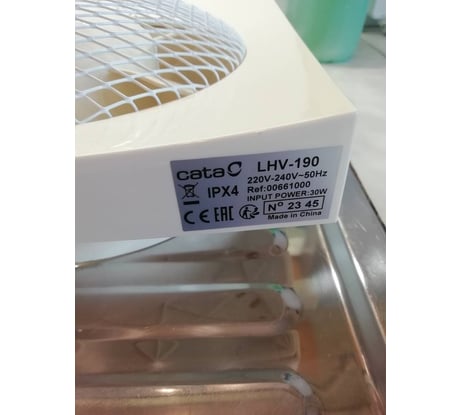 cata
LHV-190
220V-240V~50Hz
IPX4
Ref:00661000
INPUT POWER:30W
CE EAC
Nº 23 45
Made in China